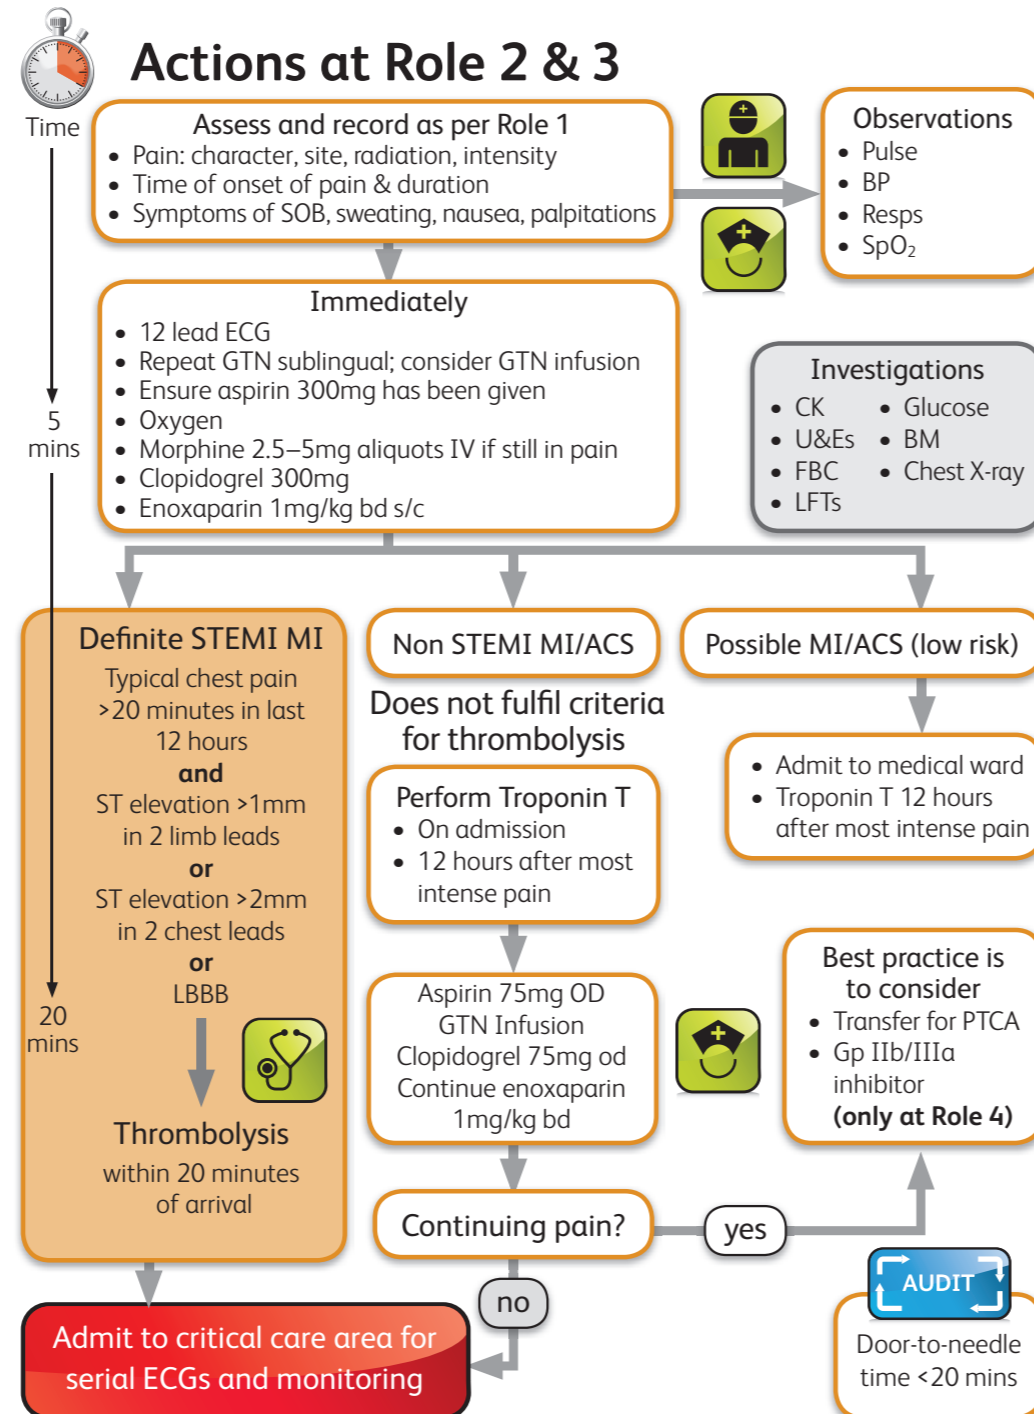 Actions at Role 2 & 3
Time
Assess and record as per Role 1
• Pain: character, site, radiation, intensity
• Time of onset of pain & duration
• Symptoms of SOB, sweating, nausea, palpitations
Observations
• Pulse
• BP
• Resps
• SpO₂
Immediately
• 12 lead ECG
• Repeat GTN sublingual; consider GTN infusion
• Ensure aspirin 300mg has been given
• Oxygen
• Morphine 2.5–5mg aliquots IV if still in pain
• Clopidogrel 300mg
• Enoxaparin 1mg/kg bd s/c
5
mins
Investigations
• CK
• U&Es
• FBC
• LFTs
• Glucose
• BM
• Chest X-ray
Definite STEMI MI
Typical chest pain
>20 minutes in last
12 hours
and
ST elevation >1mm
in 2 limb leads
or
ST elevation >2mm
in 2 chest leads
or
LBBB
20
mins
Thrombolysis
within 20 minutes
of arrival
Non STEMI MI/ACS
Does not fulfil criteria
for thrombolysis
Perform Troponin T
• On admission
• 12 hours after most
intense pain
Aspirin 75mg OD
GTN Infusion
Clopidogrel 75mg od
Continue enoxaparin
1mg/kg bd
Continuing pain?
yes
no
Possible MI/ACS (low risk)
• Admit to medical ward
• Troponin T 12 hours
after most intense pain
Best practice is
to consider
• Transfer for PTCA
• Gp IIb/IIIa
inhibitor
(only at Role 4)
Admit to critical care area for
serial ECGs and monitoring
AUDIT
Door-to-needle
time <20 mins